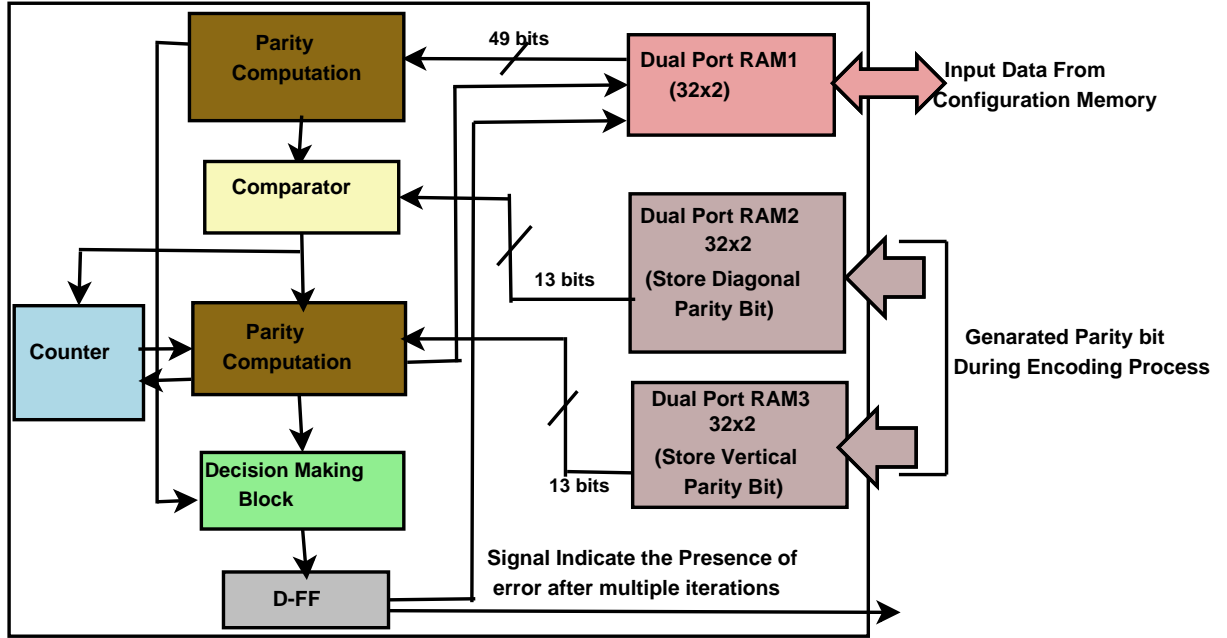 Parity
Computation
49 bits
Dual Port RAM1
(32x2)
Input Data From
Configuration Memory
Comparator
Dual Port RAM2
32x2
(Store Diagonal
Parity Bit)
13 bits
Counter
Parity
Computation
Genarated Parity bit
During Encoding Process
Dual Port RAM3
32x2
(Store Vertical
Parity Bit)
13 bits
Decision Making
Block
D-FF
Signal Indicate the Presence of
error after multiple iterations